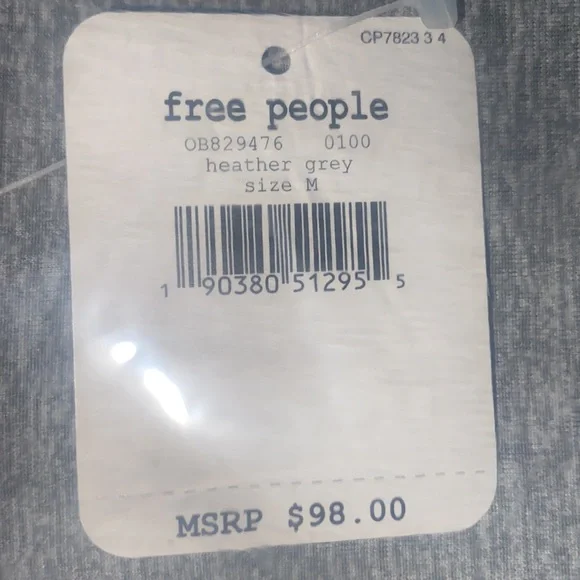 CP7823 3 4
free people
OB829476 0100
heather grey
size M
1 90380 51295 5
MSRP $98.00